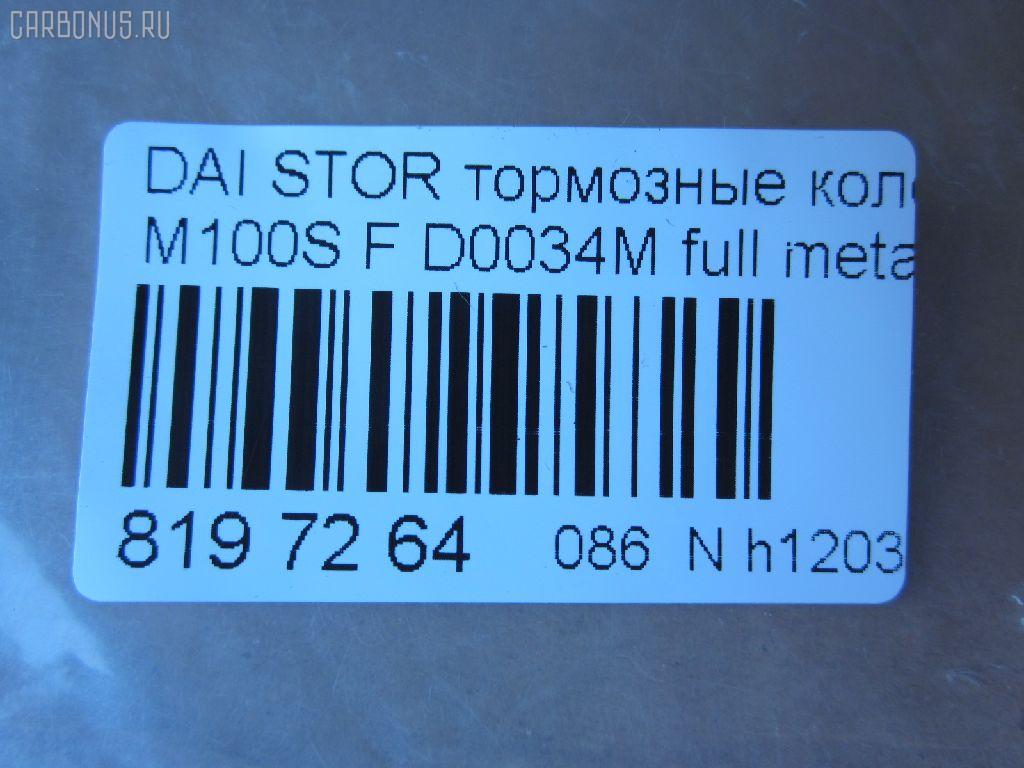 CARBONUS.RU
DAI STOR тормозные кол
M100S F D0034M full meta
819 72 64 086 N h1203